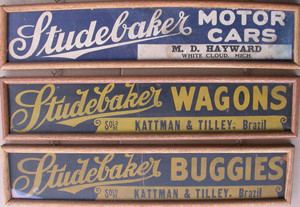 Studebaker MOTOR
CARS
M. D. HAYWARD
WHITE CLOUD, MICH.
Studebaker WAGONS
SOLD BY KATTMAN & TILLEY, Brazil
Studebaker BUGGIES
SOLD BY KATTMAN & TILLEY, Brazil